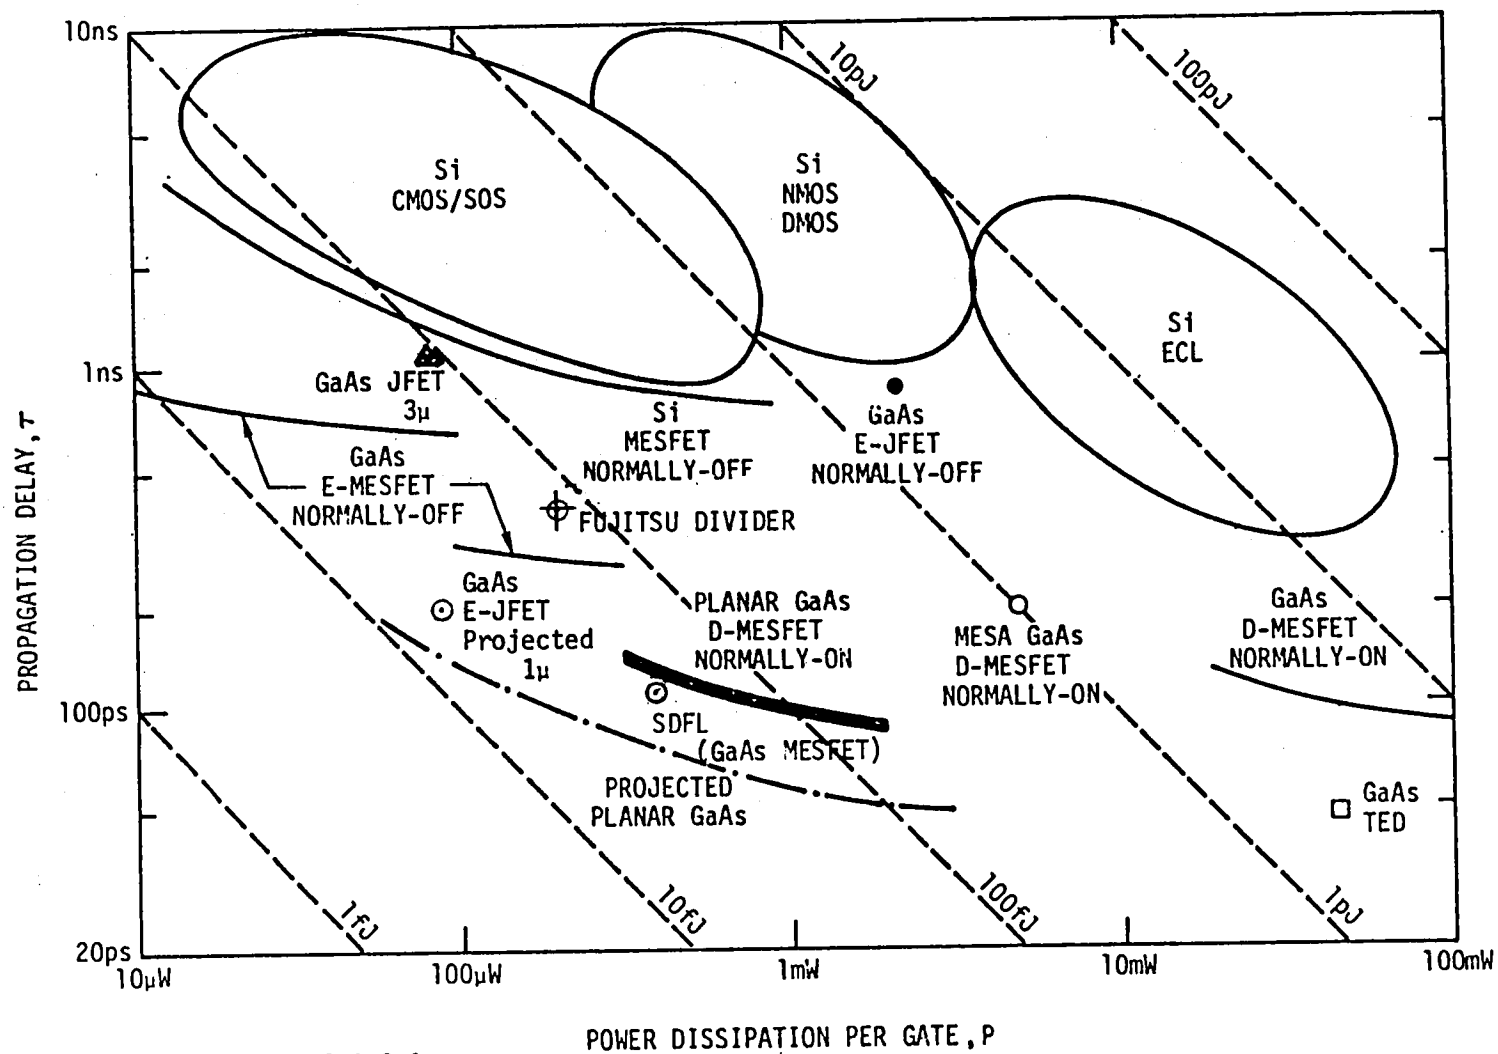 10ns
10pJ
100pJ
Si
CMOS/SOS
Si
NMOS
DMOS
Si
ECL
1ns
GaAs JFET
3μ
Si
MESFET
NORMALLY-OFF
GaAs
E-JFET
NORMALLY-OFF
GaAs
E-MESFET
NORMALLY-OFF
FUJITSU DIVIDER
GaAs
E-JFET
Projected
1μ
PLANAR GaAs
D-MESFET
NORMALLY-ON
MESA GaAs
D-MESFET
NORMALLY-ON
GaAs
D-MESFET
NORMALLY-ON
100ps
SDFL
(GaAs MESFET)
PROJECTED
PLANAR GaAs
GaAs
TED
1fJ
10fJ
100fJ
1pJ
20ps
10μW
100μW
1mW
10mW
100mW
PROPAGATION DELAY, τ
POWER DISSIPATION PER GATE, P